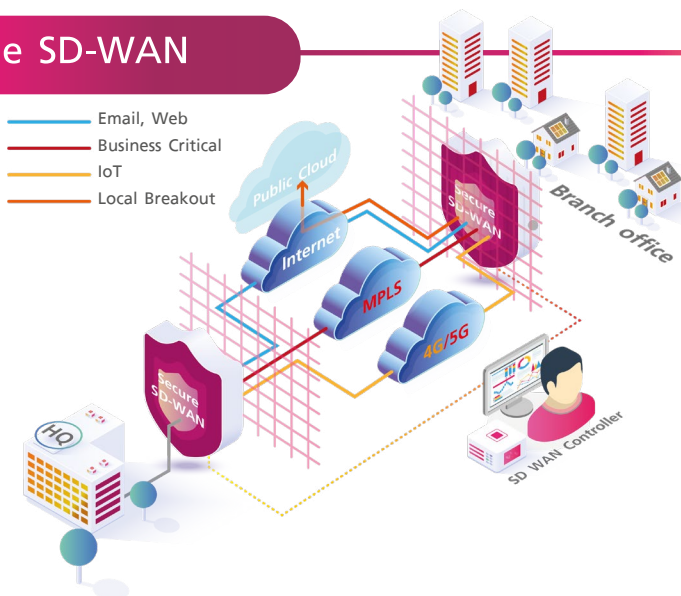 e SD-WAN
Email, Web
Business Critical
IoT
Local Breakout
Public Cloud
Internet
MPLS
4G/5G
Secure
SD-WAN
Branch office
Secure
SD-WAN
HQ
SD WAN Controller